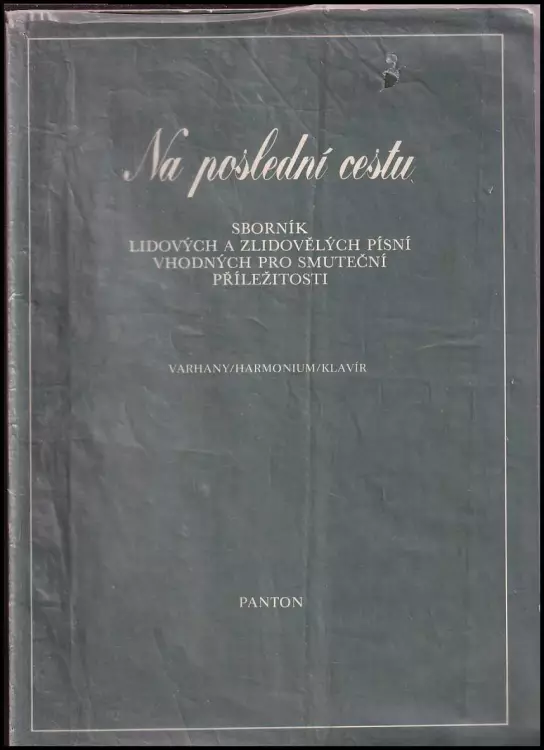 Na poslední cestu
SBORNÍK
LIDOVÝCH A ZLIDOVĚLÝCH PÍSNÍ
VHODNÝCH PRO SMUTEČNÍ
PŘÍLEŽITOSTI
VARHANY/HARMONIUM/KLAVÍR
PANTON